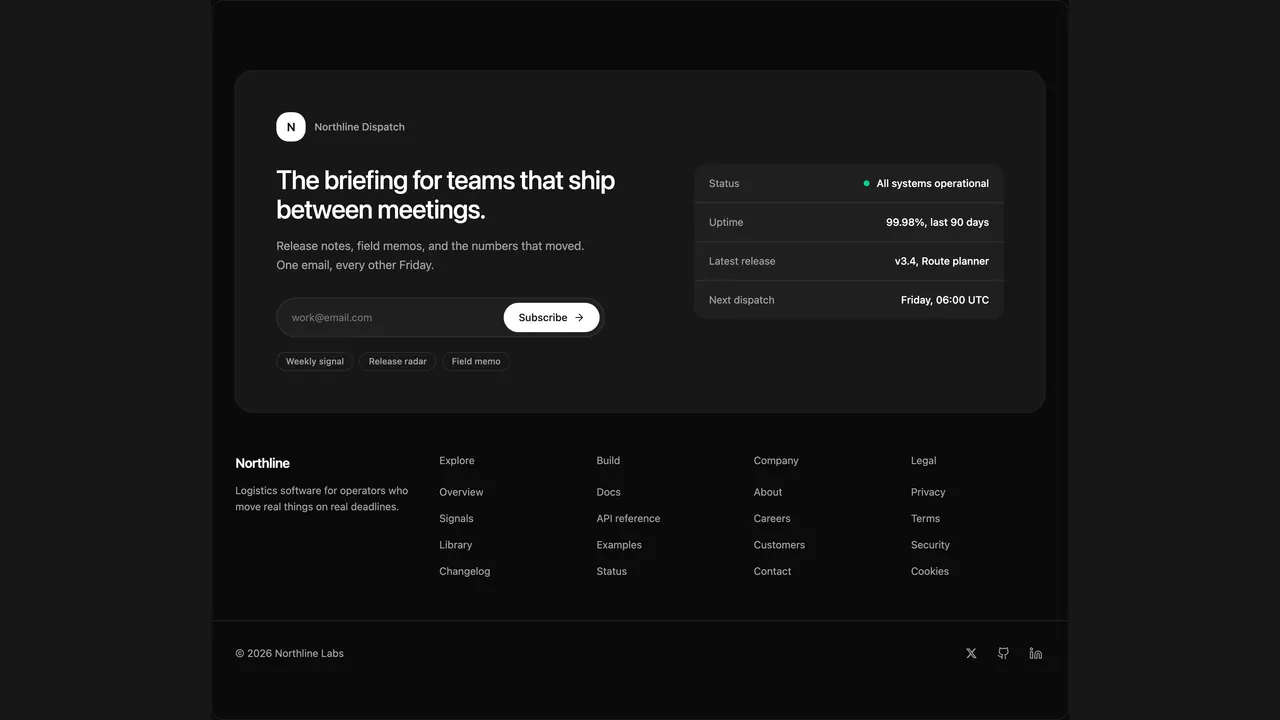 N
Northline Dispatch
The briefing for teams that ship
between meetings.
Release notes, field memos, and the numbers that moved.
One email, every other Friday.
work@email.com
Subscribe
Weekly signal
Release radar
Field memo
Status
All systems operational
Uptime
99.98%, last 90 days
Latest release
v3.4, Route planner
Next dispatch
Friday, 06:00 UTC
Northline
Logistics software for operators who
move real things on real deadlines.
Explore
Overview
Signals
Library
Changelog
Build
Docs
API reference
Examples
Status
Company
About
Careers
Customers
Contact
Legal
Privacy
Terms
Security
Cookies
© 2026 Northline Labs